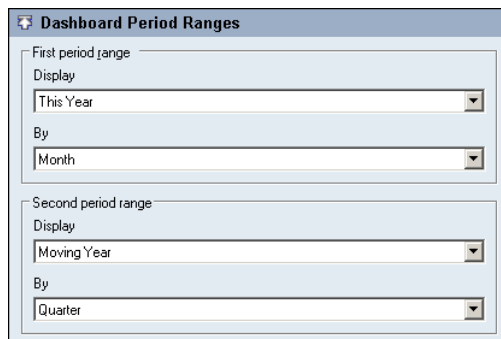 Dashboard Period Ranges
First period range
Display
This Year
By
Month
Second period range
Display
Moving Year
By
Quarter